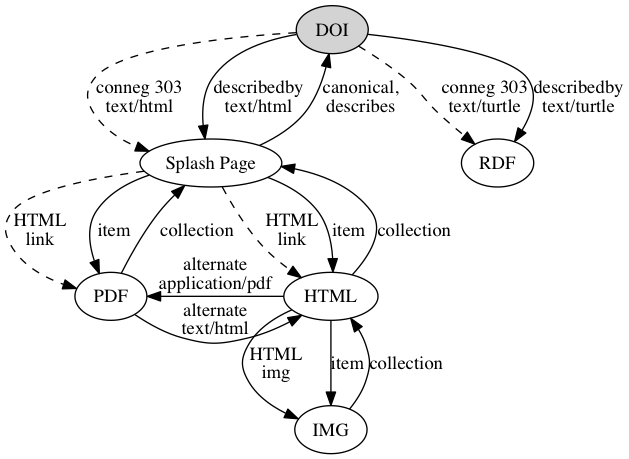 DOI
conneg 303
text/html
describedby
text/html
canonical,
describes
conneg 303
text/turtle
describedby
text/turtle
Splash Page
RDF
HTML
link
item
collection
HTML
link
item
collection
alternate
application/pdf
PDF
HTML
alternate
text/html
HTML
img
item
collection
IMG